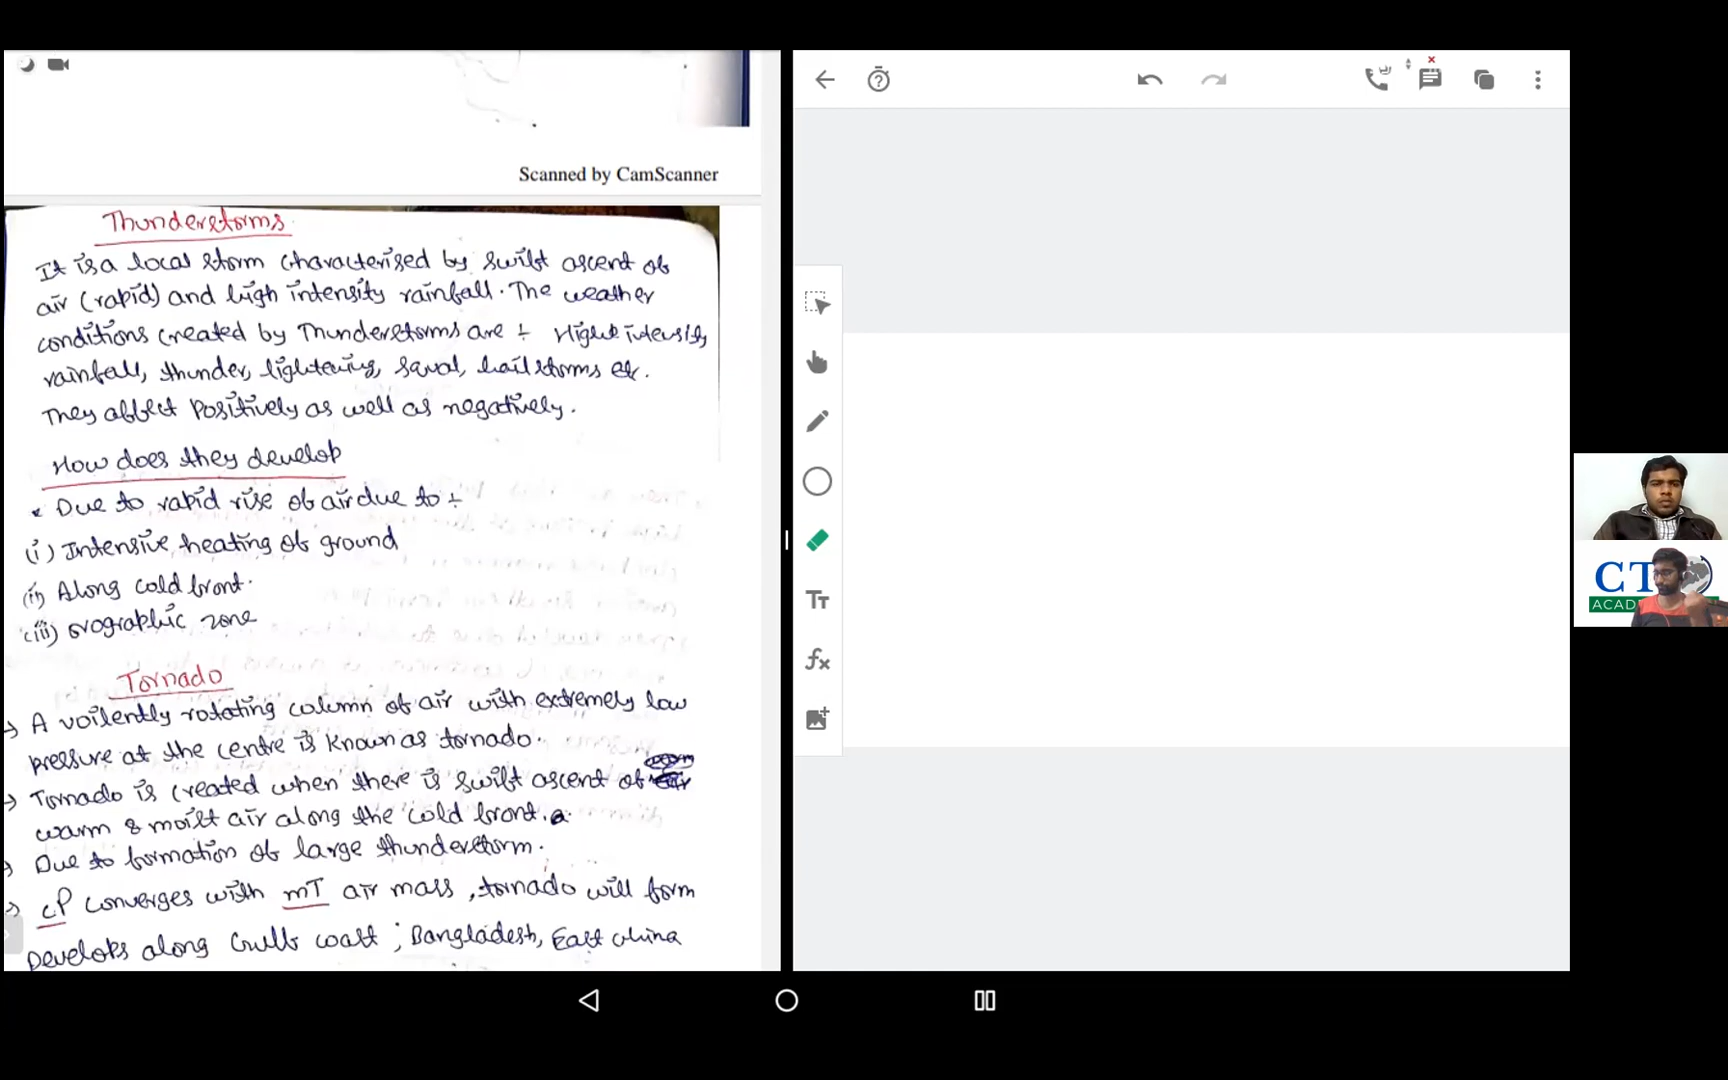 Scanned by CamScanner
Thunderstorms
It is a local storm characterised by swift ascent of
air (rapid) and high intensity rainfall. The weather
conditions created by Thunderstorms are ÷ Hight intensity
rainfall, thunder, lightening, sqval, hailstorms etc.
They affect Positively as well as negatively.
How does they develop
Due to rapid rise of air due to ÷
(i) Intensive heating of ground
(ii) Along cold front.
(iii) orographic zone
Tornado
→ A voilently rotating column of air with extremely low
pressure at the centre is known as tornado.
→ Tornado is created when there is swift ascent of
warm & moist air along the cold front.
Due to formation of large thunderstorm.
→ cP converges with mT air mass, tornado will form
Develops along Gulf coast ; Bangladesh, East china
Tт
fx
CT
ACAD